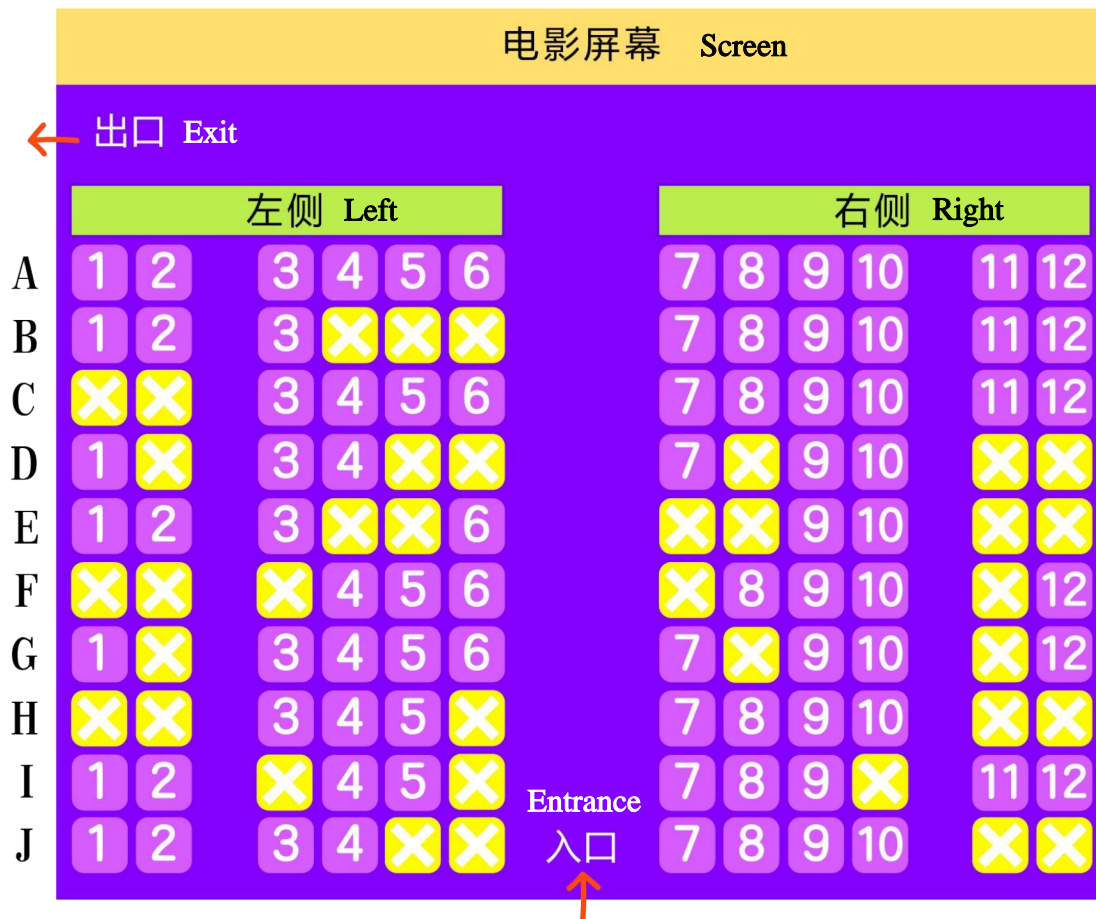 电影屏幕 Screen
出口 Exit
左侧 Left 右侧 Right
A 1 2 3 4 5 6 7 8 9 10 11 12
B 1 2 3 7 8 9 10 11 12
C 3 4 5 6 7 8 9 10 11 12
D 1 3 4 7 9 10
E 1 2 3 6 9 10
F 4 5 6 8 9 10 12
G 1 3 4 5 6 7 9 10 12
H 3 4 5 7 8 9 10
I 1 2 4 5 7 8 9 11 12
Entrance
J 1 2 3 4 入口 7 8 9 10